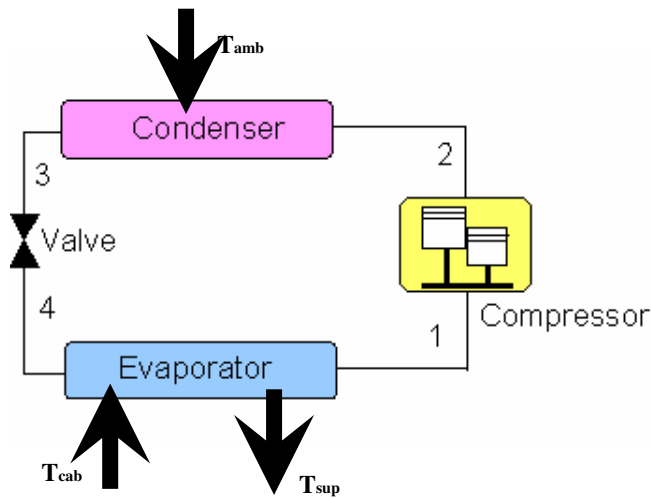 Tamb
Condenser
2
3
Valve
4
1
Compressor
Evaporator
Tcab
Tsup